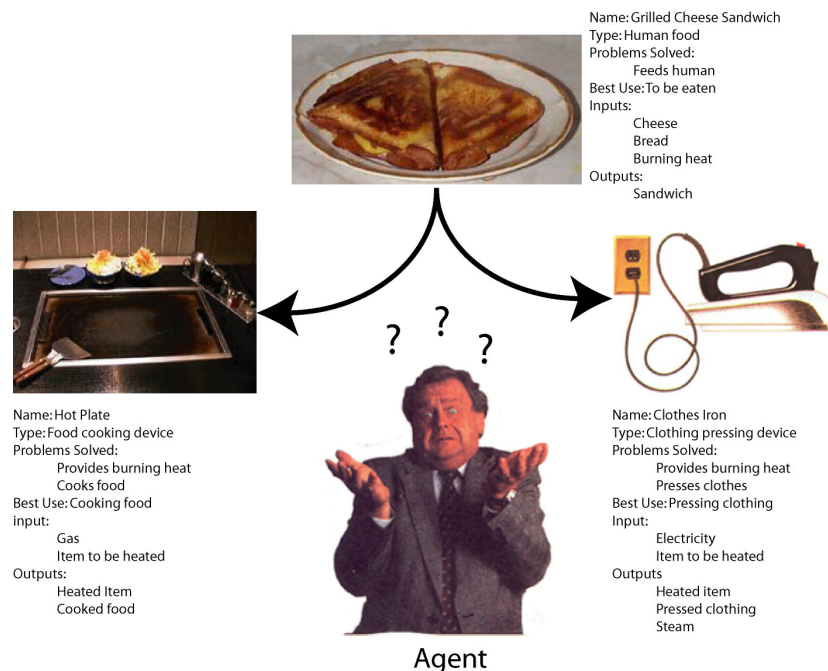 Name: Grilled Cheese Sandwich
Type: Human food
Problems Solved:
Feeds human
Best Use: To be eaten
Inputs:
Cheese
Bread
Burning heat
Outputs:
Sandwich
? ? ?
Name: Hot Plate
Type: Food cooking device
Problems Solved:
Provides burning heat
Cooks food
Best Use: Cooking food
input:
Gas
Item to be heated
Outputs:
Heated Item
Cooked food
Name: Clothes Iron
Type: Clothing pressing device
Problems Solved:
Provides burning heat
Presses clothes
Best Use: Pressing clothing
Input:
Electricity
Item to be heated
Outputs
Heated item
Pressed clothing
Steam
Agent